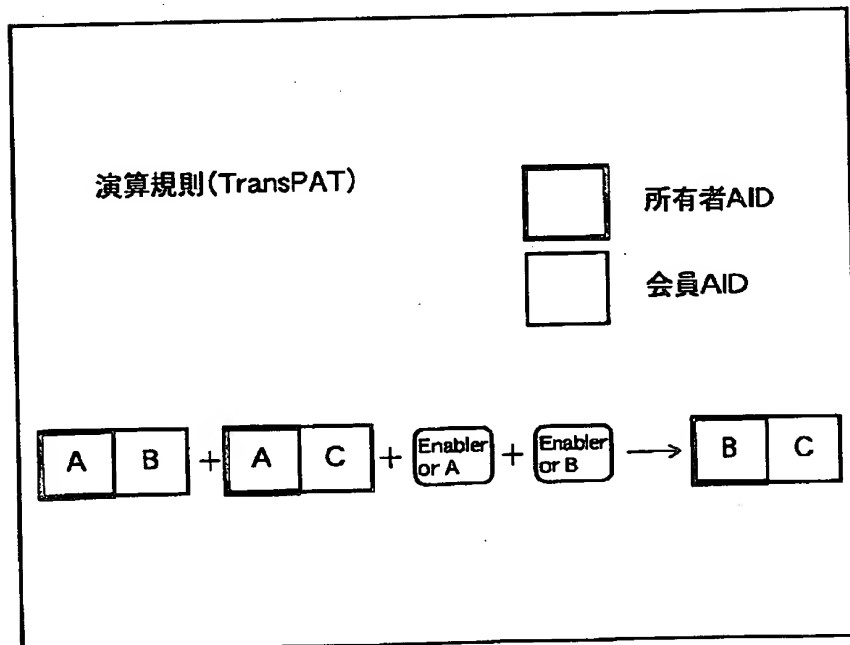 演算規則(TransPAT)
所有者AID
会員AID
A B + A C + Enabler or A + Enabler or B → B C